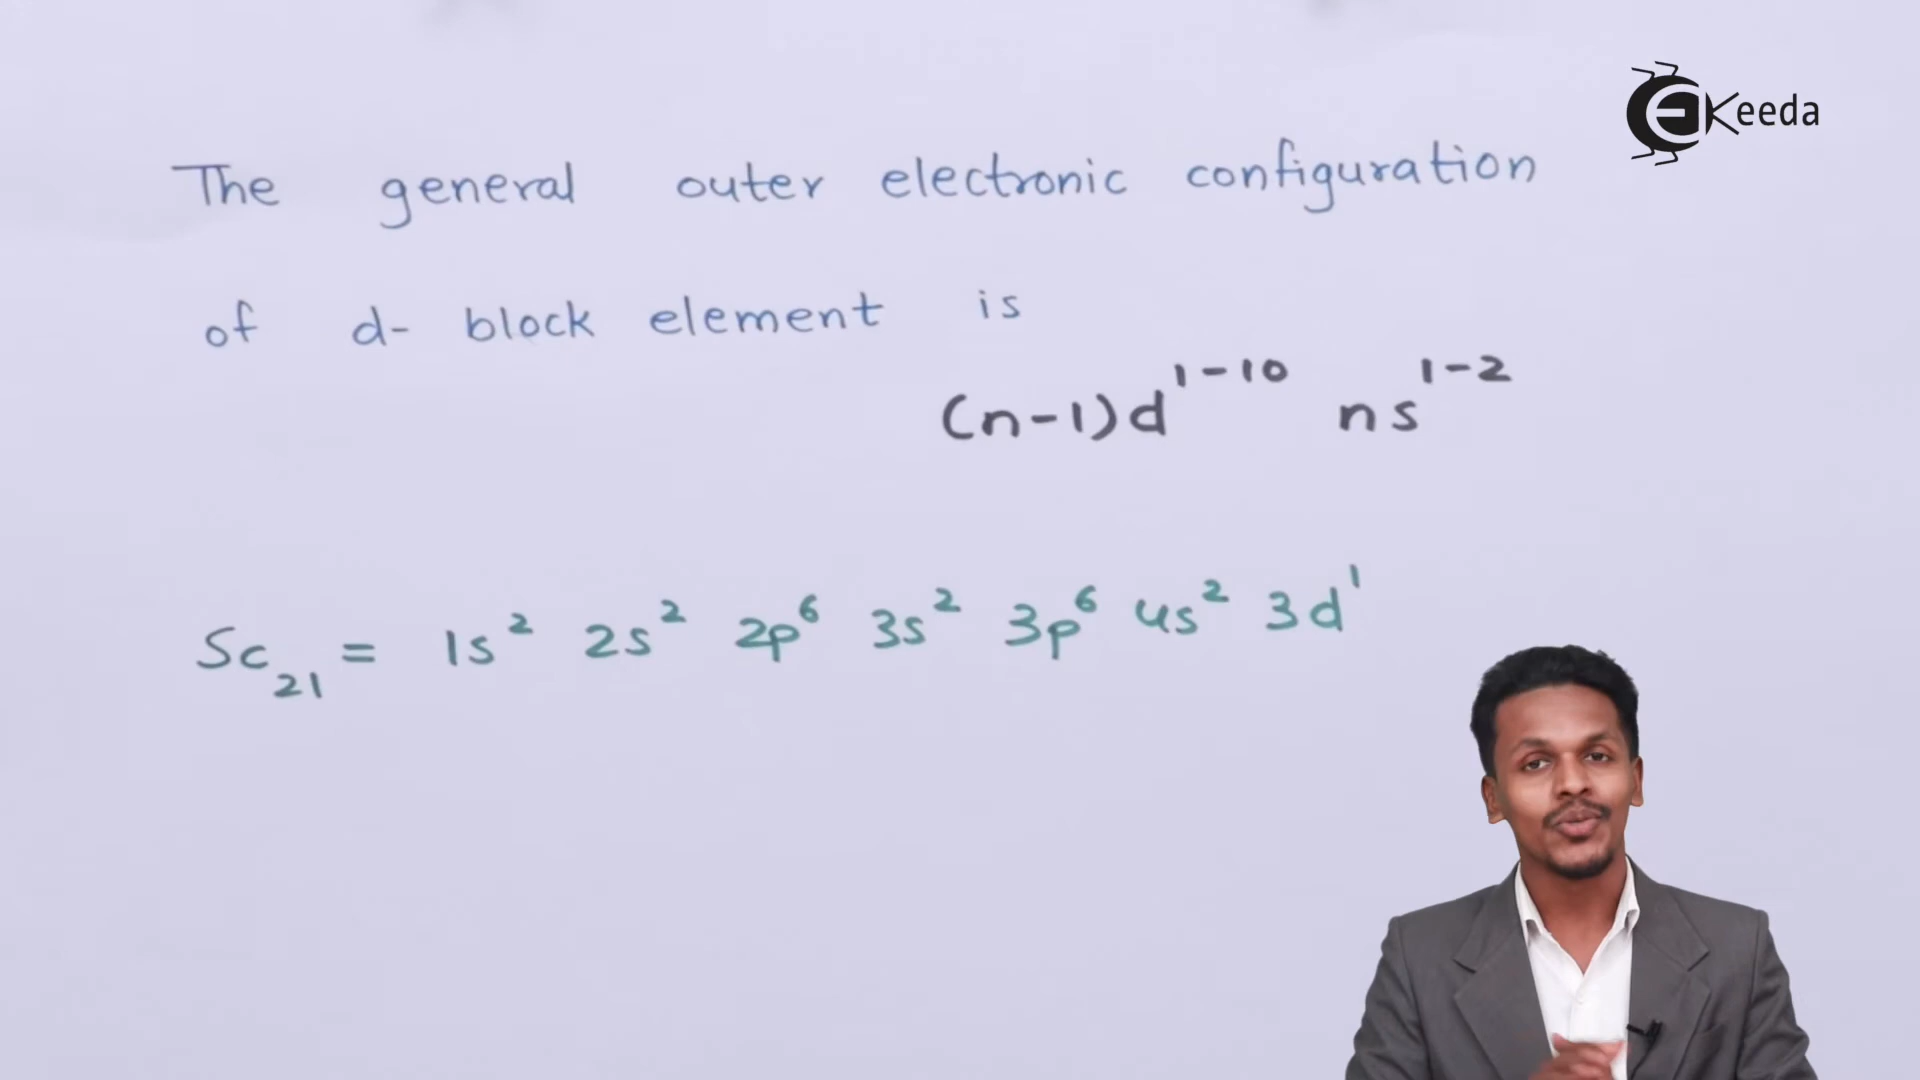 Keeda
The general outer electronic configuration
of d- block element is
(n-1)d¹⁻¹⁰ ns¹⁻²
Sc₂₁ = 1s² 2s² 2p⁶ 3s² 3p⁶ 4s² 3d¹